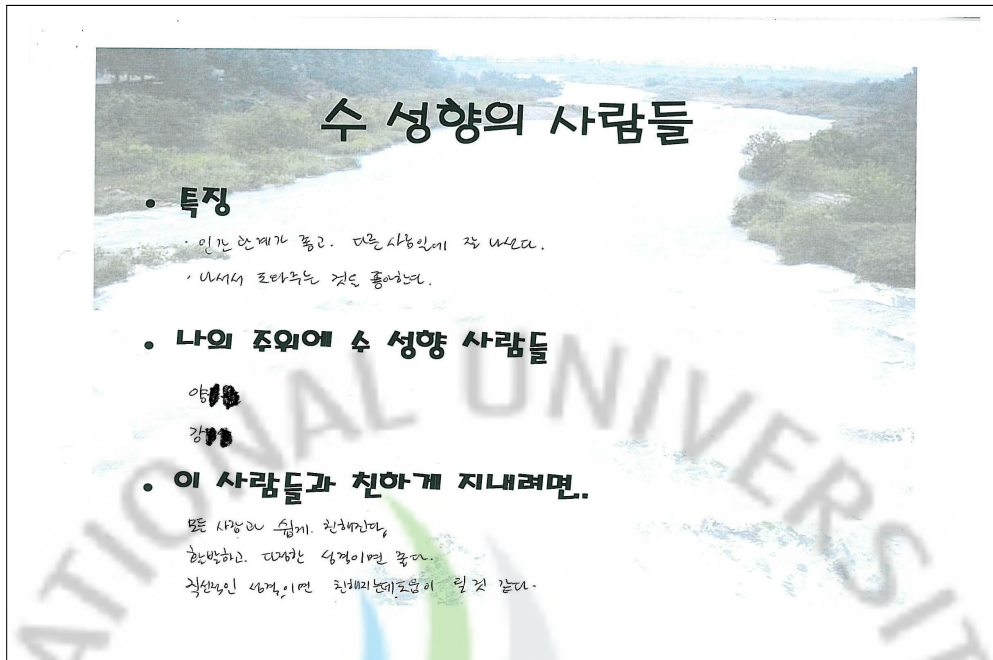 수 성향의 사람들
• 특징
· 인간관계가 좋고. 다른 사람일에 잘 나선다.
· 나서서 도와주는 것을 좋아한다.
• 나의 주위에 수 성향 사람들
양
강
• 이 사람들과 친하게 지내려면..
모든 사람과 쉽게. 친해진다,
활발하고. 다정한 성격이면 좋다.
직선적인 성격이면 친해지는데 도움이 될 것 같다.
NATIONAL UNIVERS